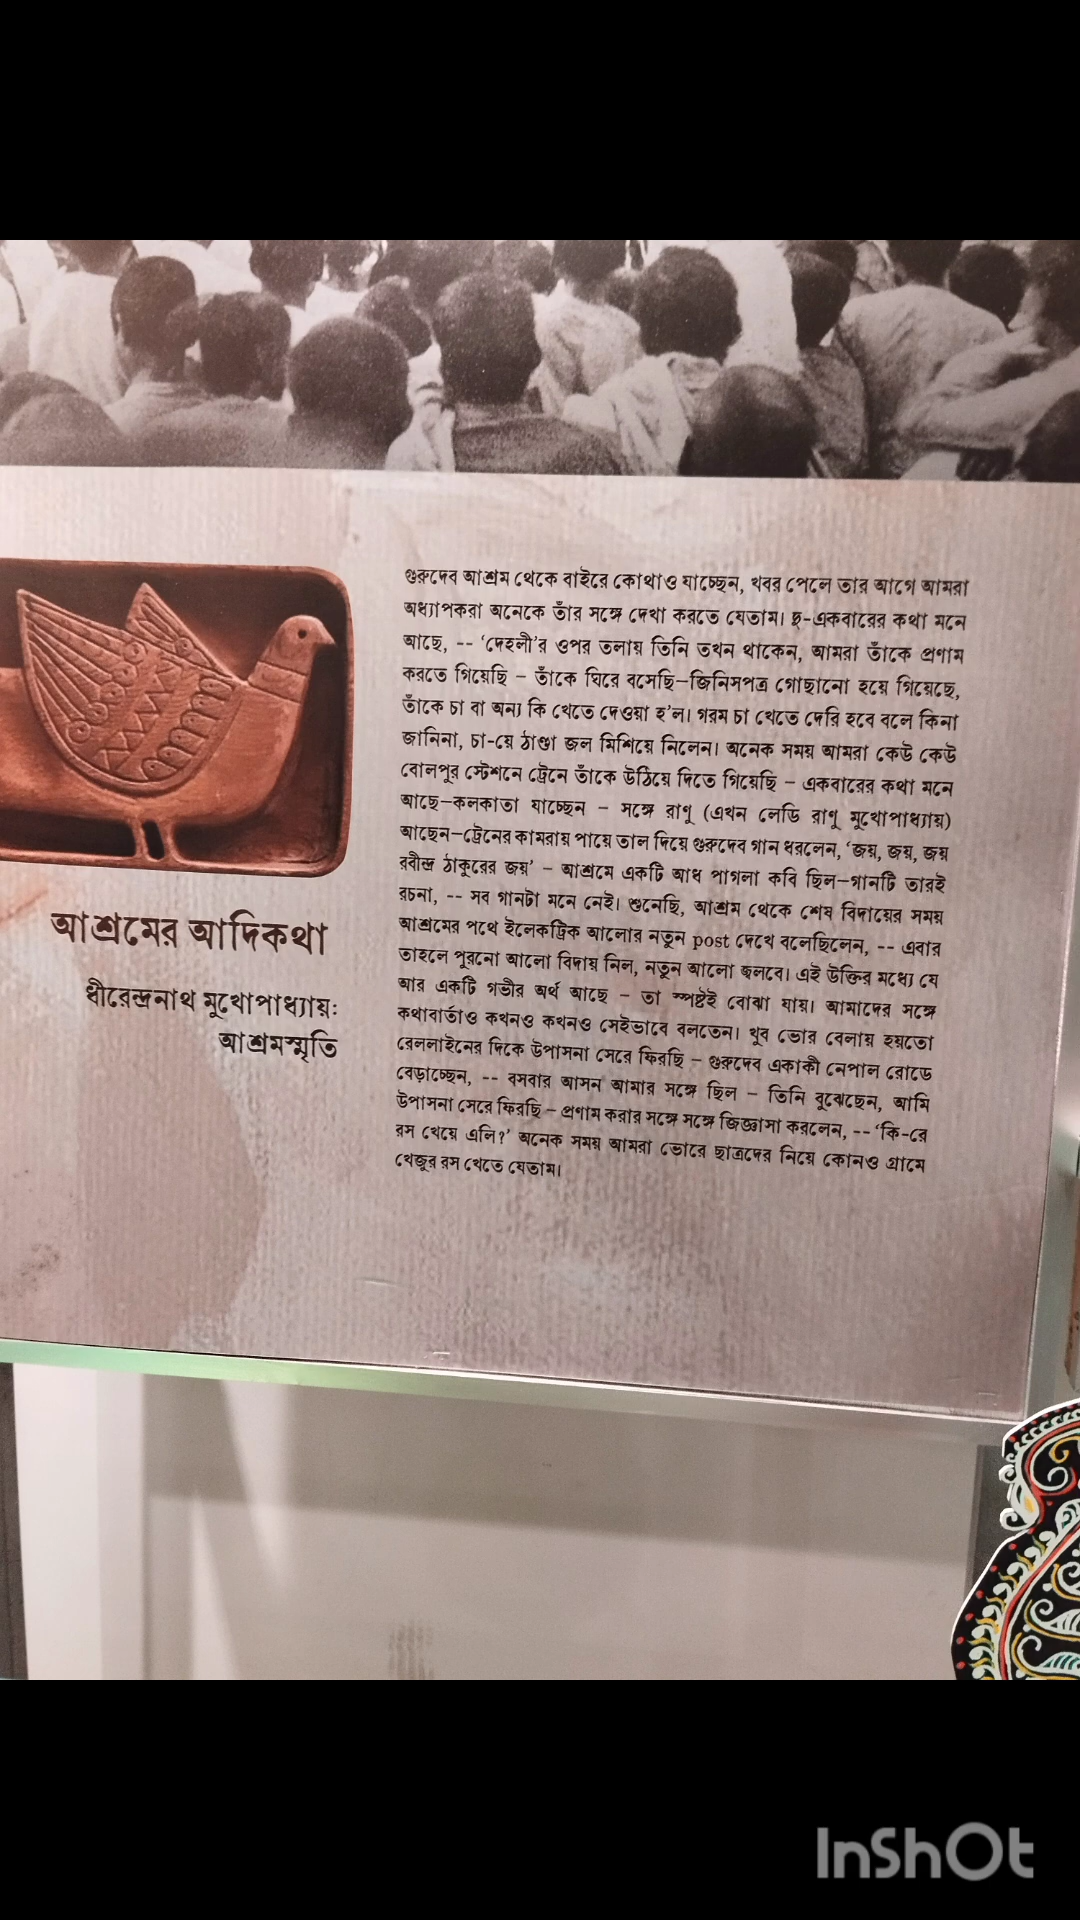 গুরুদেব আশ্রম থেকে বাইরে কোথাও যাচ্ছেন, খবর পেলে তার আগে আমরা
অধ্যাপকরা অনেকে তাঁর সঙ্গে দেখা করতে যেতাম। দু-একবারের কথা মনে
আছে, -- ‘দেহলী’র ওপর তলায় তিনি তখন থাকেন, আমরা তাঁকে প্রণাম
করতে গিয়েছি – তাঁকে ঘিরে বসেছি–জিনিসপত্র গোছানো হয়ে গিয়েছে,
তাঁকে চা বা অন্য কি খেতে দেওয়া হ’ল। গরম চা খেতে দেরি হবে বলে কিনা
জানিনা, চা-য়ে ঠাণ্ডা জল মিশিয়ে নিলেন। অনেক সময় আমরা কেউ কেউ
বোলপুর স্টেশনে ট্রেনে তাঁকে উঠিয়ে দিতে গিয়েছি – একবারের কথা মনে
আছে–কলকাতা যাচ্ছেন – সঙ্গে রাণু (এখন লেডি রাণু মুখোপাধ্যায়)
আছেন–ট্রেনের কামরায় পায়ে তাল দিয়ে গুরুদেব গান ধরলেন, ‘জয়, জয়, জয়
রবীন্দ্র ঠাকুরের জয়’ – আশ্রমে একটি আধ পাগলা কবি ছিল–গানটি তারই
রচনা, -- সব গানটা মনে নেই। শুনেছি, আশ্রম থেকে শেষ বিদায়ের সময়
আশ্রমের পথে ইলেকট্রিক আলোর নতুন post দেখে বলেছিলেন, -- এবার
তাহলে পুরনো আলো বিদায় নিল, নতুন আলো জ্বলবে। এই উক্তির মধ্যে যে
আর একটি গভীর অর্থ আছে – তা স্পষ্টই বোঝা যায়। আমাদের সঙ্গে
কথাবার্তাও কখনও কখনও সেইভাবে বলতেন। খুব ভোর বেলায় হয়তো
রেললাইনের দিকে উপাসনা সেরে ফিরছি – গুরুদেব একাকী নেপাল রোডে
বেড়াচ্ছেন, -- বসবার আসন আমার সঙ্গে ছিল – তিনি বুঝেছেন, আমি
উপাসনা সেরে ফিরছি – প্রণাম করার সঙ্গে সঙ্গে জিজ্ঞাসা করলেন, -- ‘কি-রে
রস খেয়ে এলি?’ অনেক সময় আমরা ভোরে ছাত্রদের নিয়ে কোনও গ্রামে
খেজুর রস খেতে যেতাম।
আশ্রমের আদিকথা
ধীরেন্দ্রনাথ মুখোপাধ্যায়:
আশ্রমস্মৃতি
InShOt